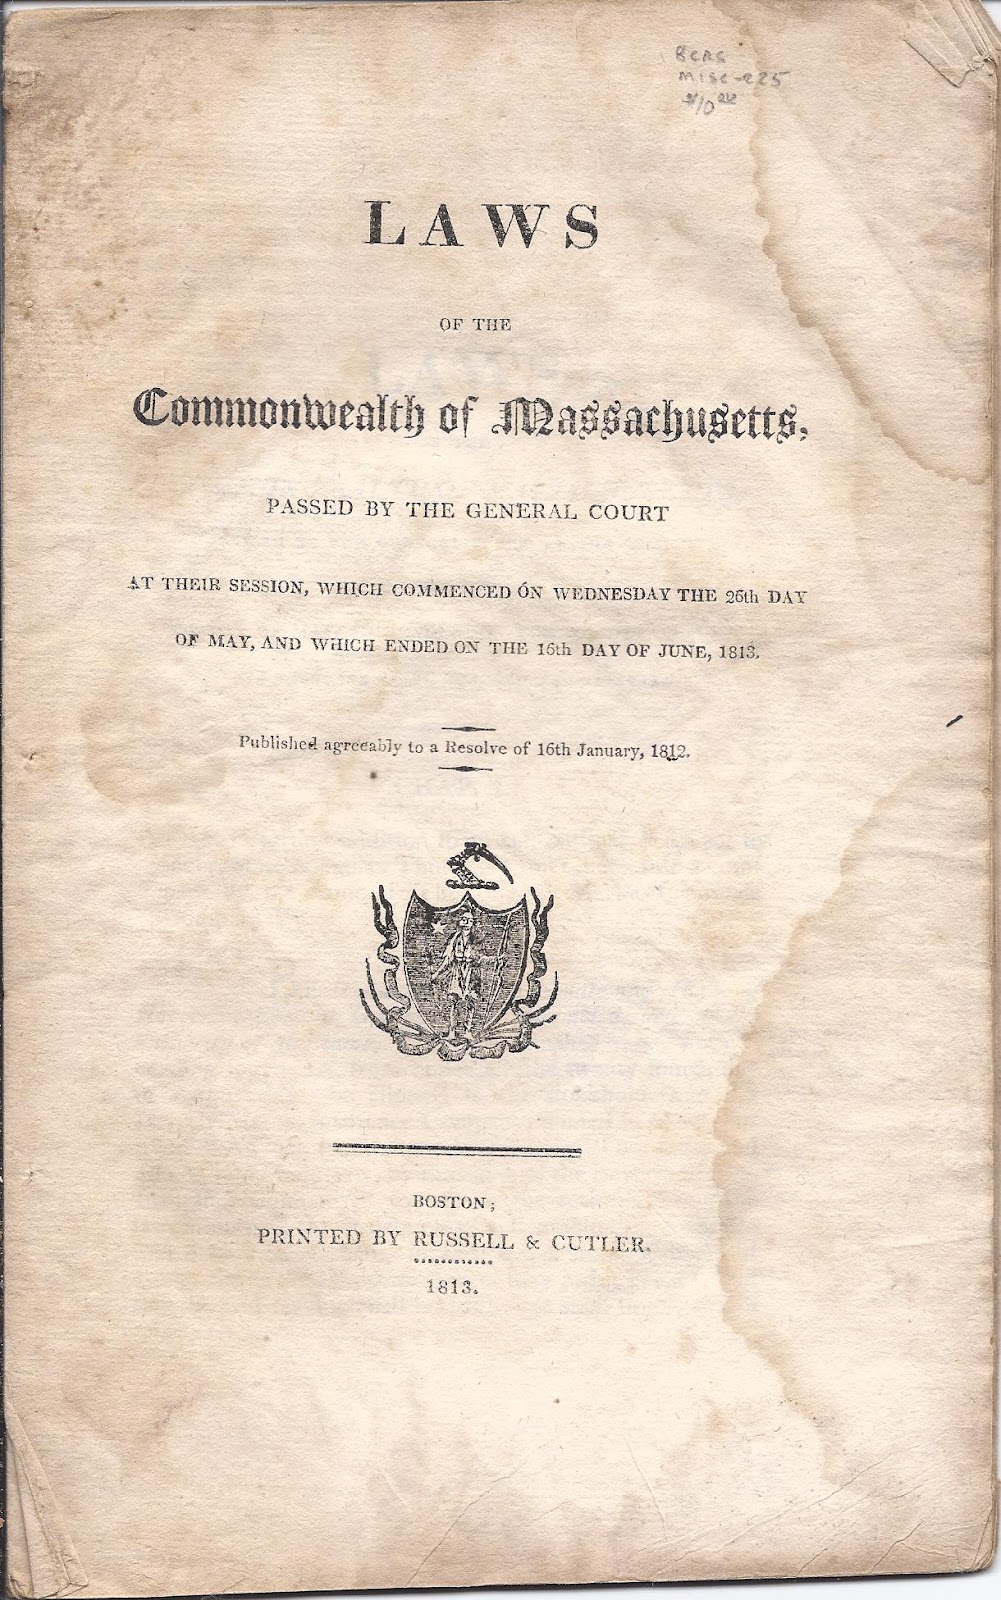 MISC-225
LAWS
OF THE
Commonwealth of Massachusetts,
PASSED BY THE GENERAL COURT
AT THEIR SESSION, WHICH COMMENCED ON WEDNESDAY THE 26th DAY
OF MAY, AND WHICH ENDED ON THE 16th DAY OF JUNE, 1813.
Published agreeably to a Resolve of 16th January, 1812.
BOSTON;
PRINTED BY RUSSELL & CUTLER.
1813.